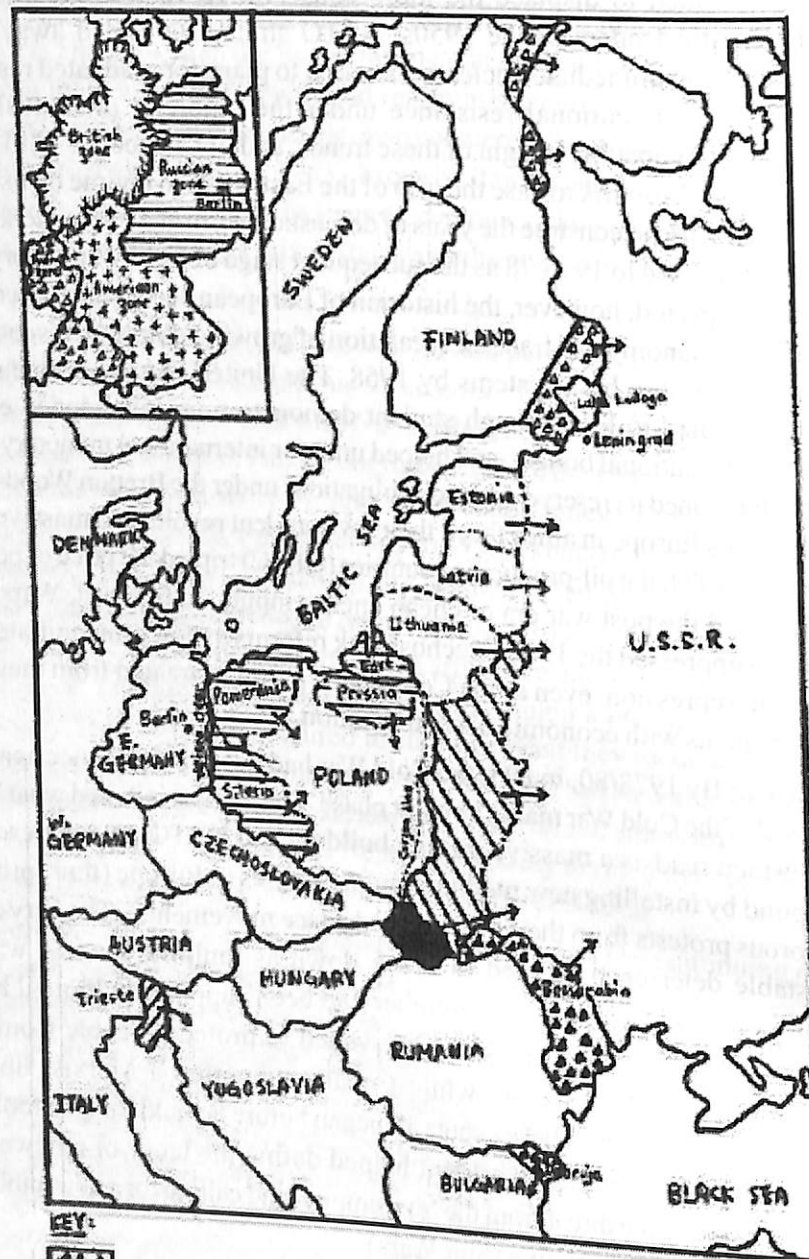 British
Zone
Russian
Zone
Berlin
American
Zone
SWEDEN
FINLAND
L. Ladoga
Leningrad
Estonia
BALTIC SEA
Latvia
Lithuania
DENMARK
U.S.S.R.
East
Pomerania
Prussia
Berlin
E.
GERMANY
POLAND
Silesia
W.
GERMANY
CZECHOSLOVAKIA
AUSTRIA
HUNGARY
Trieste
Bessarabia
RUMANIA
ITALY
YUGOSLAVIA
BULGARIA
BLACK SEA
KEY: